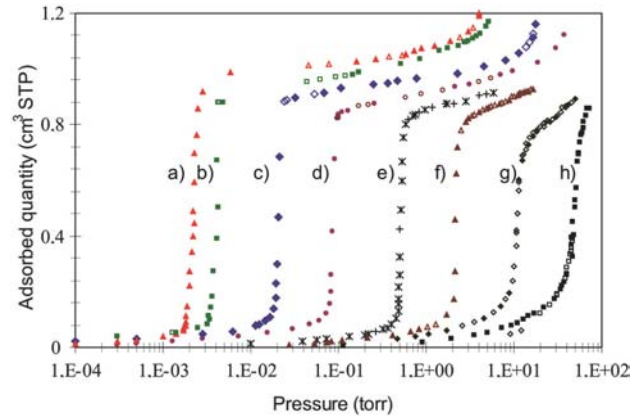 1.2
0.8
0.4
0
Adsorbed quantity (cm³ STP)
a) b) c) d) e) f) g) h)
1.E-04 1.E-03 1.E-02 1.E-01 1.E+00 1.E+01 1.E+02
Pressure (torr)